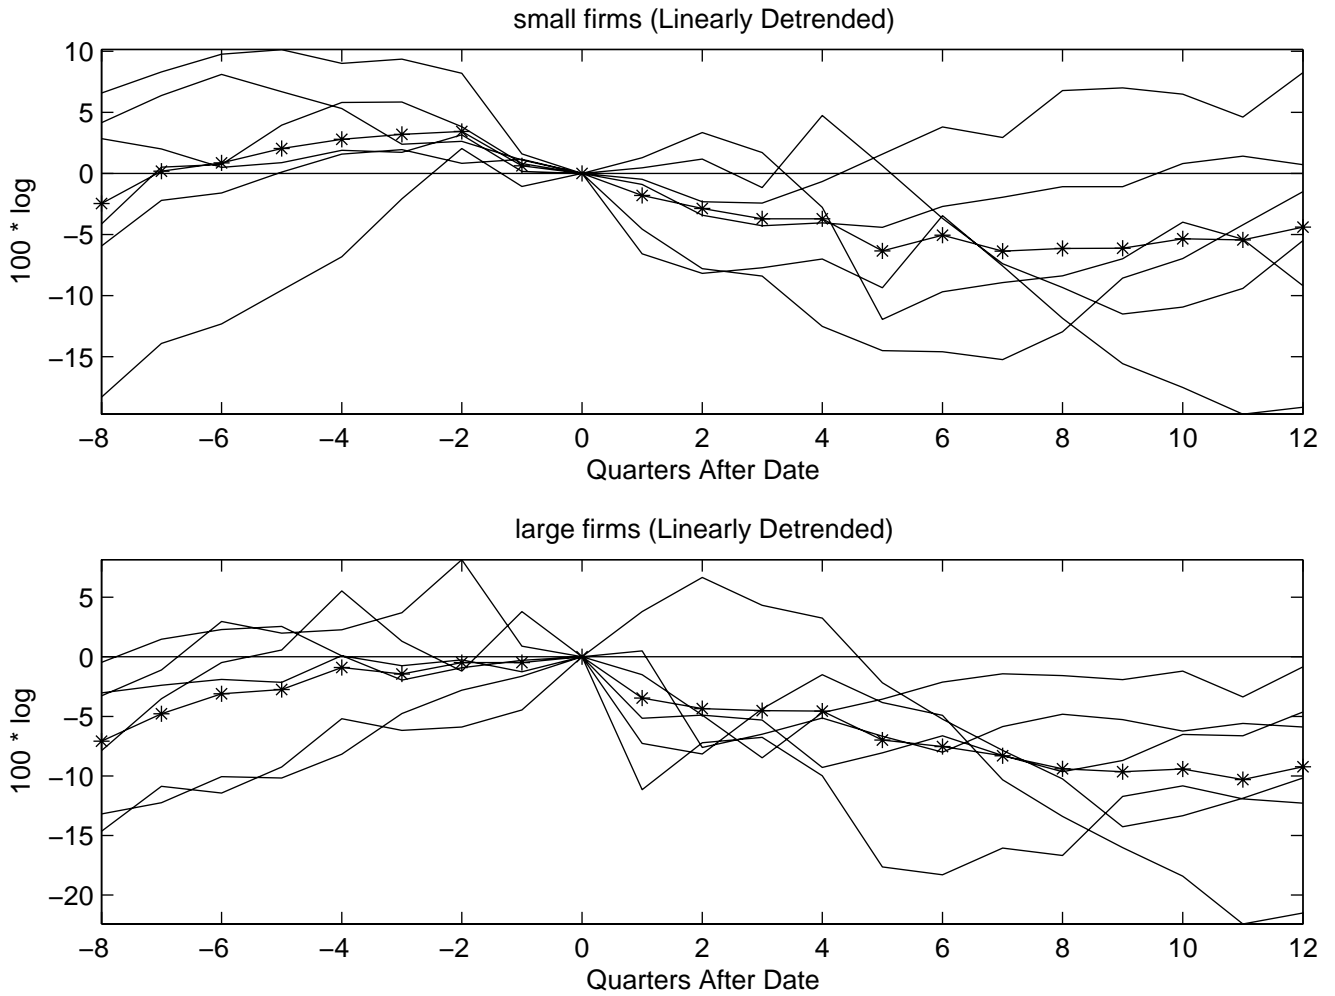 small firms (Linearly Detrended)
10
5
0
−5
−10
−15
100 * log
−8 −6 −4 −2 0 2 4 6 8 10 12
Quarters After Date
large firms (Linearly Detrended)
5
0
−5
−10
−15
−20
100 * log
−8 −6 −4 −2 0 2 4 6 8 10 12
Quarters After Date